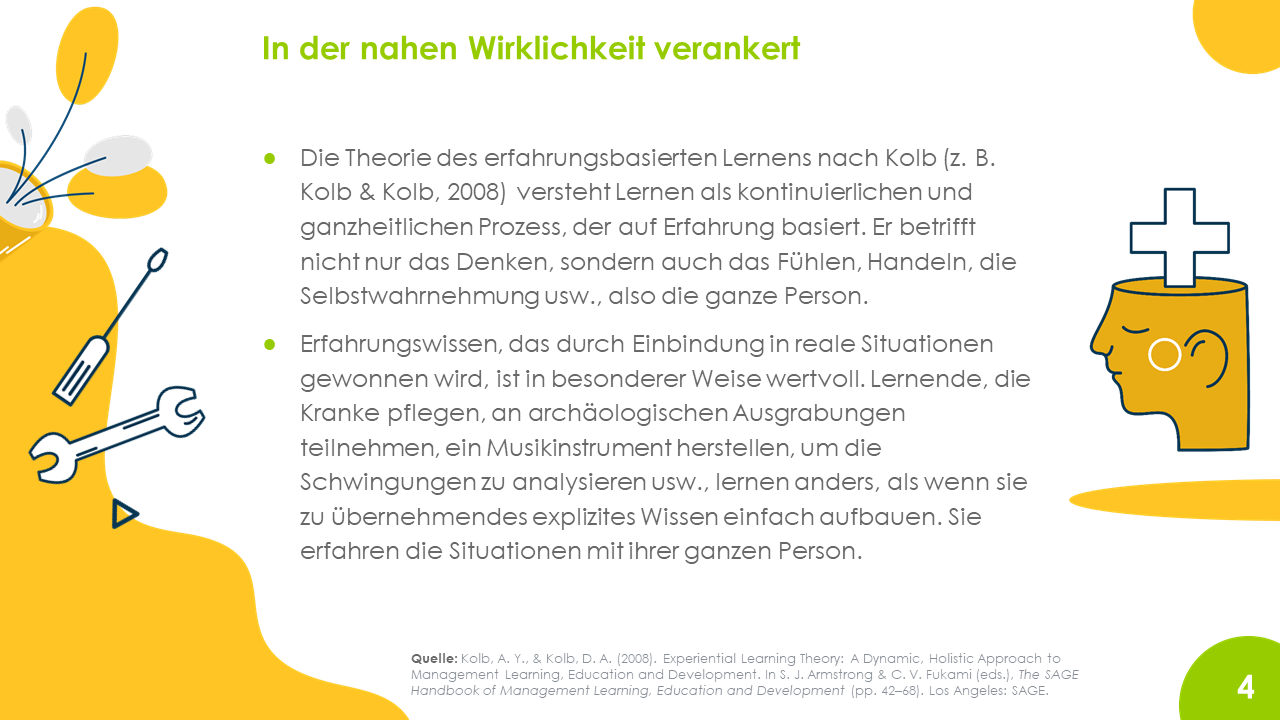 In der nahen Wirklichkeit verankert
● Die Theorie des erfahrungsbasierten Lernens nach Kolb (z. B.
Kolb & Kolb, 2008) versteht Lernen als kontinuierlichen und
ganzheitlichen Prozess, der auf Erfahrung basiert. Er betrifft
nicht nur das Denken, sondern auch das Fühlen, Handeln, die
Selbstwahrnehmung usw., also die ganze Person.
● Erfahrungswissen, das durch Einbindung in reale Situationen
gewonnen wird, ist in besonderer Weise wertvoll. Lernende, die
Kranke pflegen, an archäologischen Ausgrabungen
teilnehmen, ein Musikinstrument herstellen, um die
Schwingungen zu analysieren usw., lernen anders, als wenn sie
zu übernehmendes explizites Wissen einfach aufbauen. Sie
erfahren die Situationen mit ihrer ganzen Person.
Quelle: Kolb, A. Y., & Kolb, D. A. (2008). Experiential Learning Theory: A Dynamic, Holistic Approach to
Management Learning, Education and Development. In S. J. Armstrong & C. V. Fukami (eds.), The SAGE
Handbook of Management Learning, Education and Development (pp. 42–68). Los Angeles: SAGE.
4